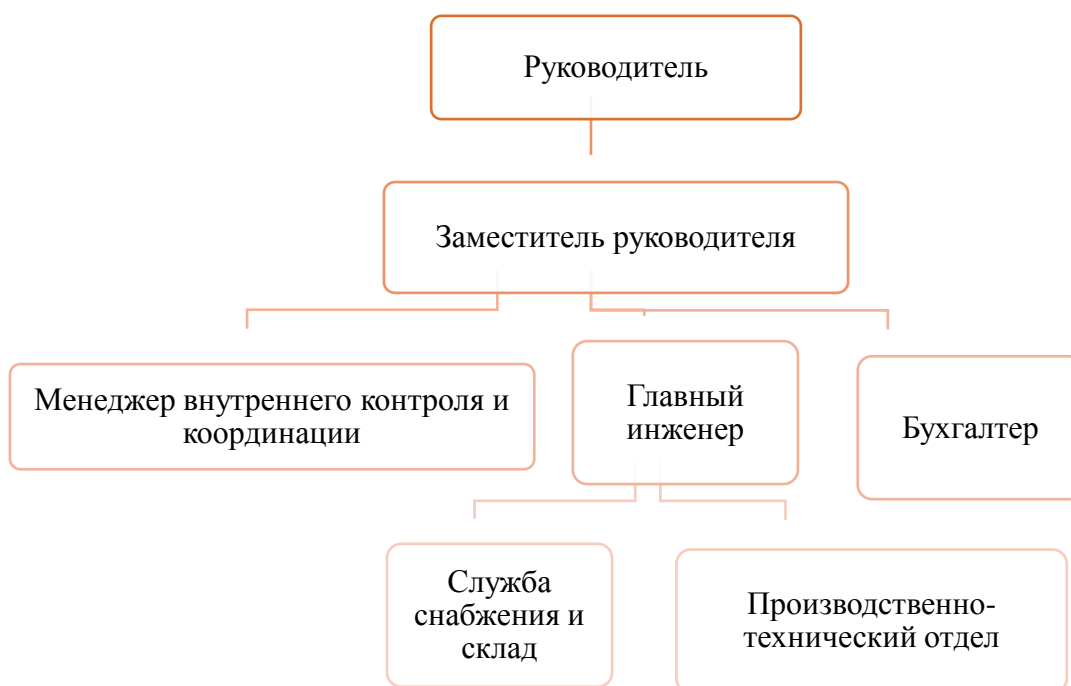 Руководитель
Заместитель руководителя
Менеджер внутреннего контроля и
координации
Главный
инженер
Бухгалтер
Служба
снабжения и
склад
Производственно-
технический отдел